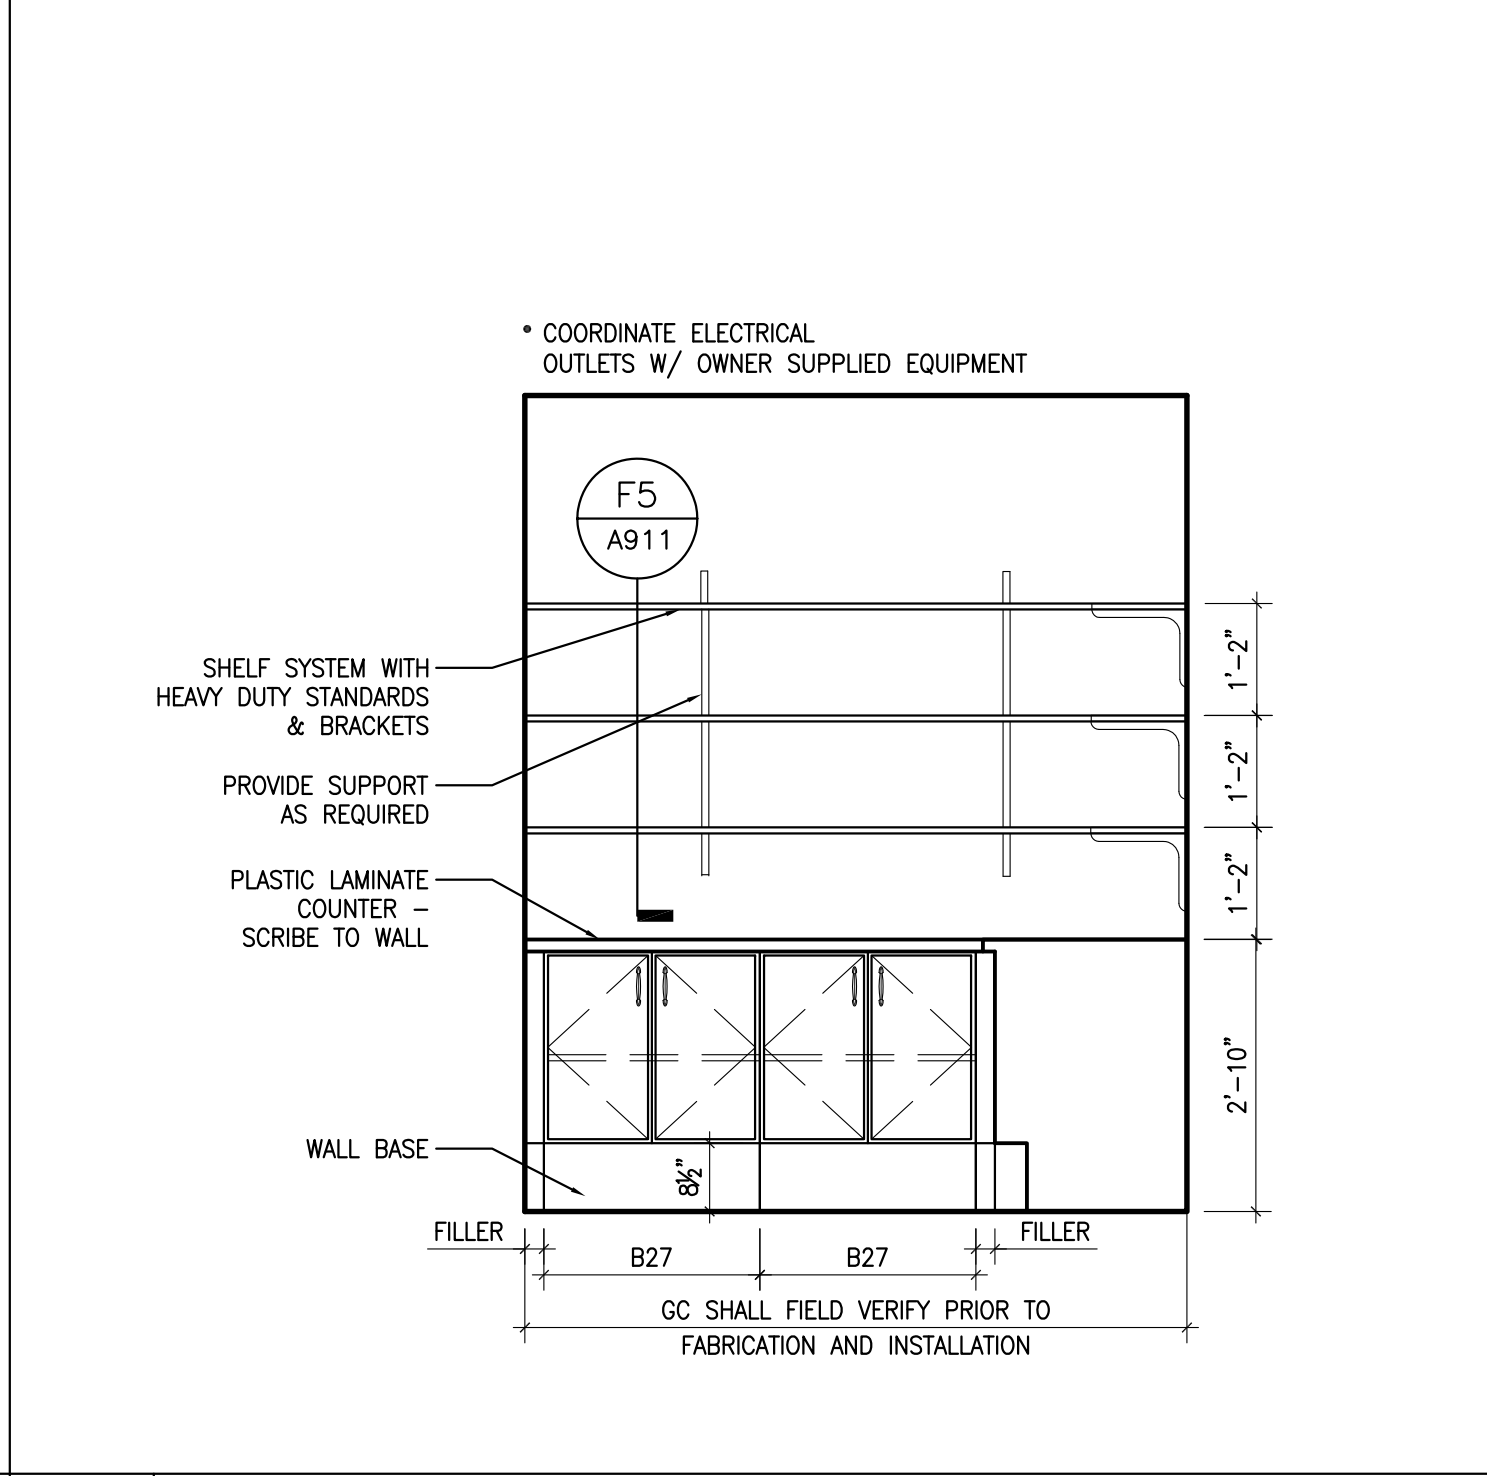 • COORDINATE ELECTRICAL
OUTLETS W/ OWNER SUPPLIED EQUIPMENT
F5
A911
SHELF SYSTEM WITH
HEAVY DUTY STANDARDS
& BRACKETS
PROVIDE SUPPORT
AS REQUIRED
PLASTIC LAMINATE
COUNTER –
SCRIBE TO WALL
WALL BASE
1'–2"
1'–2"
1'–2"
2'–10"
8½"
FILLER
B27
B27
FILLER
GC SHALL FIELD VERIFY PRIOR TO
FABRICATION AND INSTALLATION